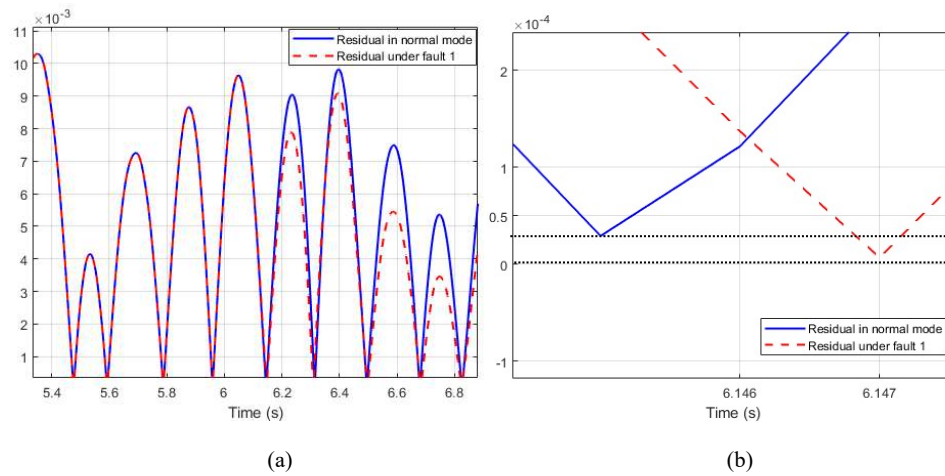 ×10⁻³
11
10
9
8
7
6
5
4
3
2
1
5.4 5.6 5.8 6 6.2 6.4 6.6 6.8
Time (s)
Residual in normal mode
Residual under fault 1
(a)
×10⁻⁴
2
1
0.5
0
-1
6.146 6.147
Time (s)
Residual in normal mode
Residual under fault 1
(b)